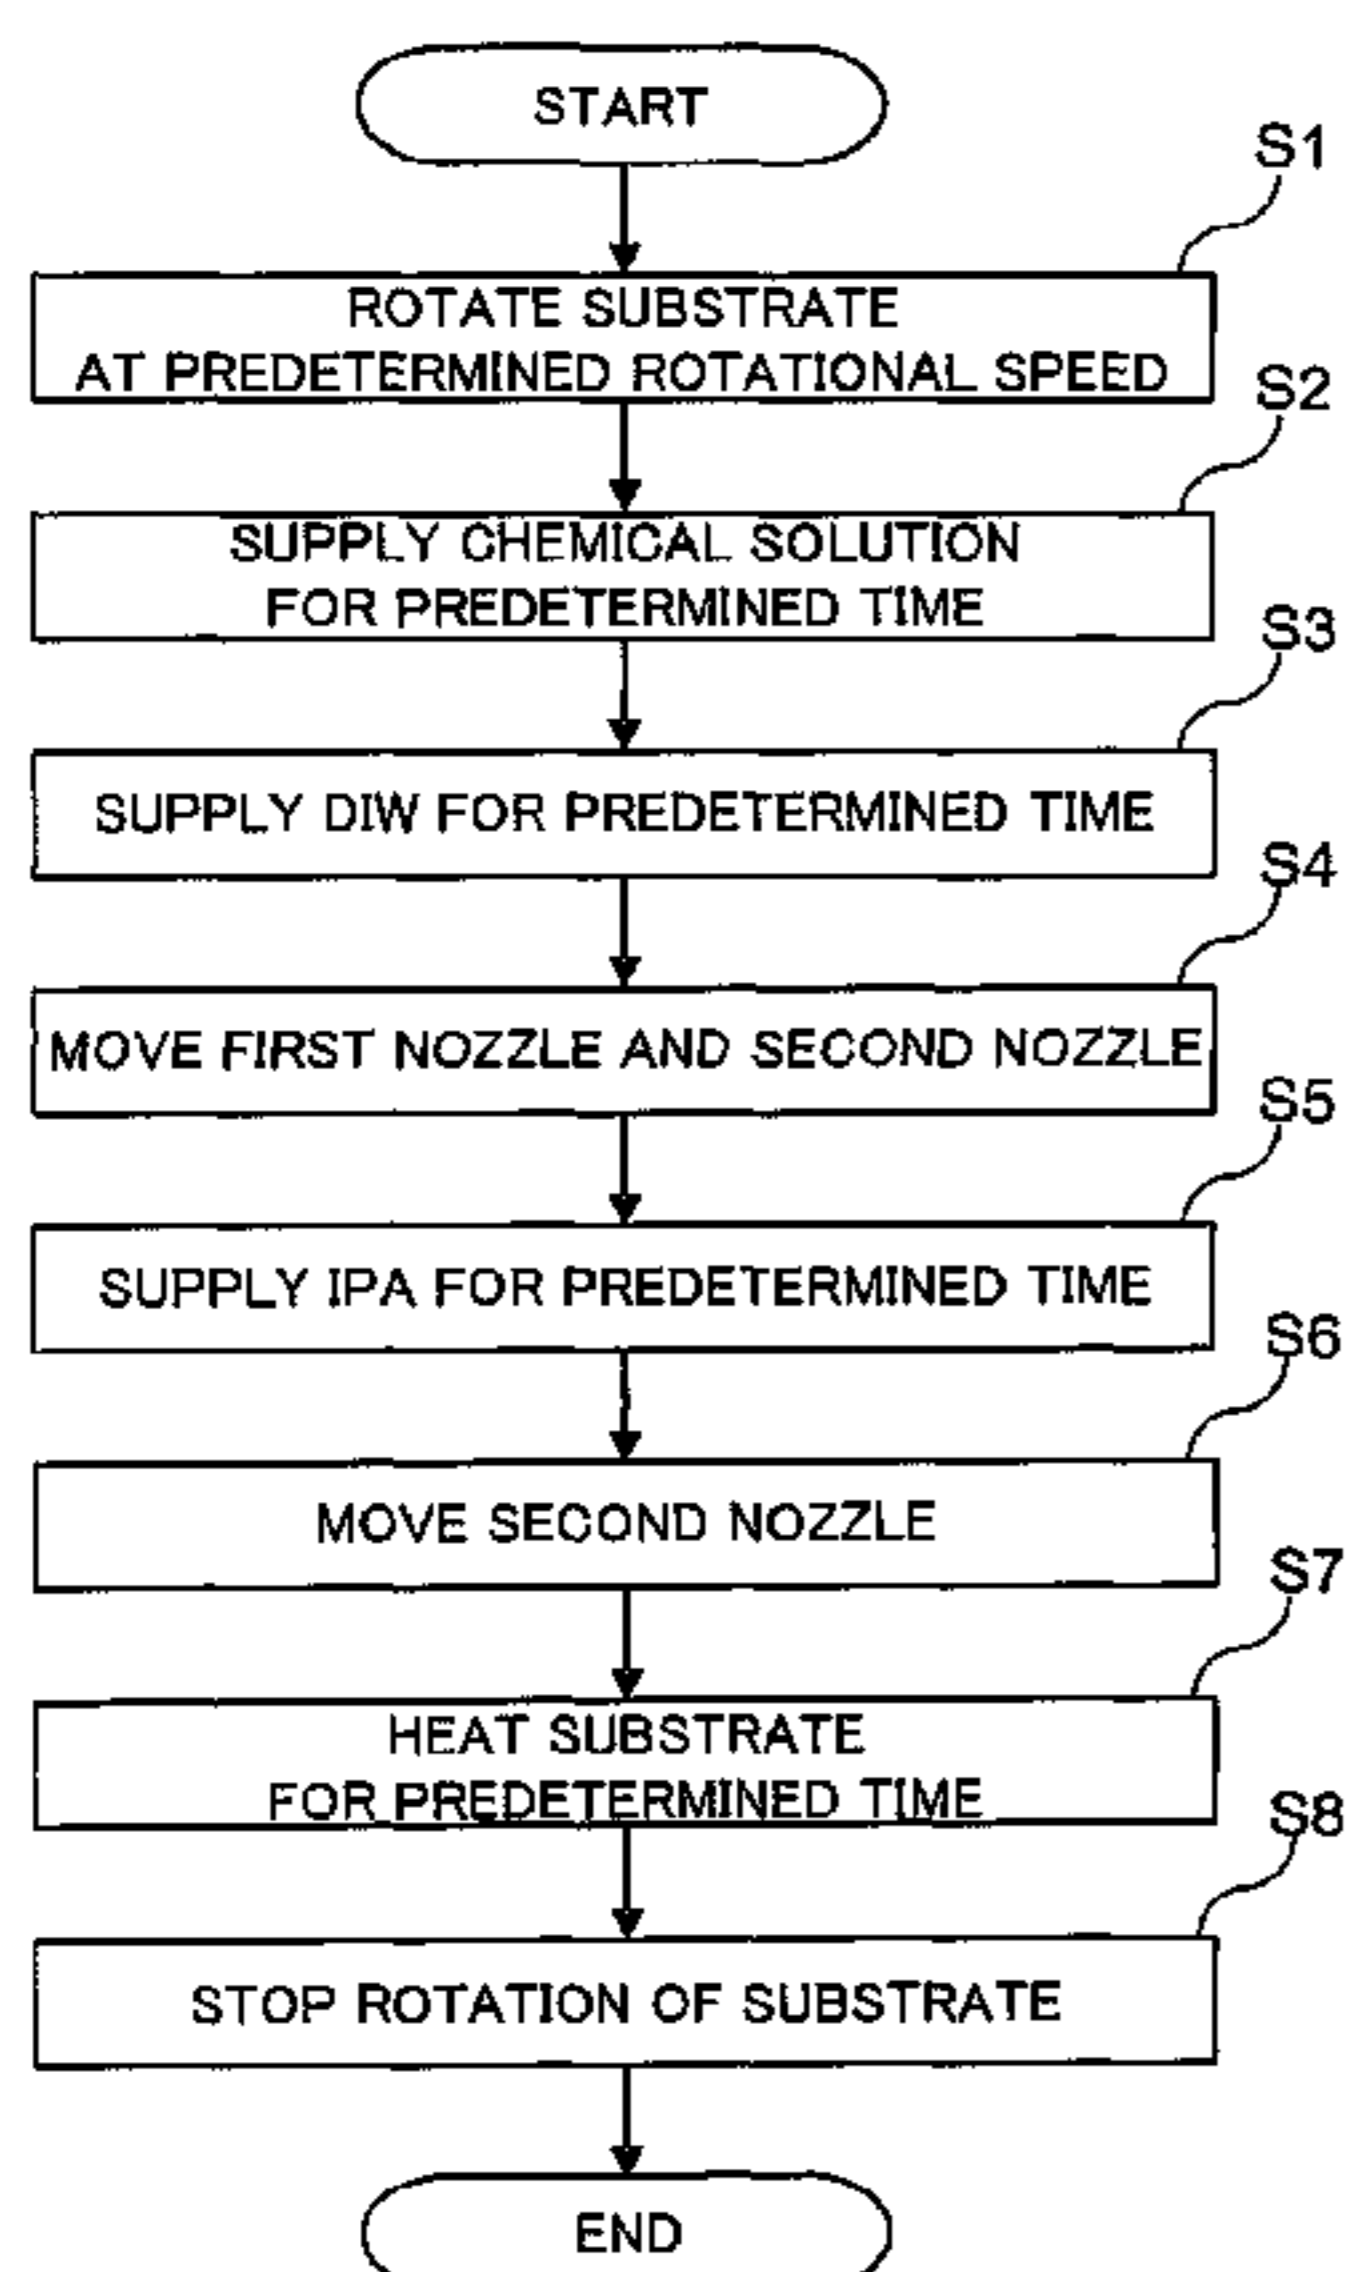 START
S1
ROTATE SUBSTRATE
AT PREDETERMINED ROTATIONAL SPEED
S2
SUPPLY CHEMICAL SOLUTION
FOR PREDETERMINED TIME
S3
SUPPLY DIW FOR PREDETERMINED TIME
S4
MOVE FIRST NOZZLE AND SECOND NOZZLE
S5
SUPPLY IPA FOR PREDETERMINED TIME
S6
MOVE SECOND NOZZLE
S7
HEAT SUBSTRATE
FOR PREDETERMINED TIME
S8
STOP ROTATION OF SUBSTRATE
END